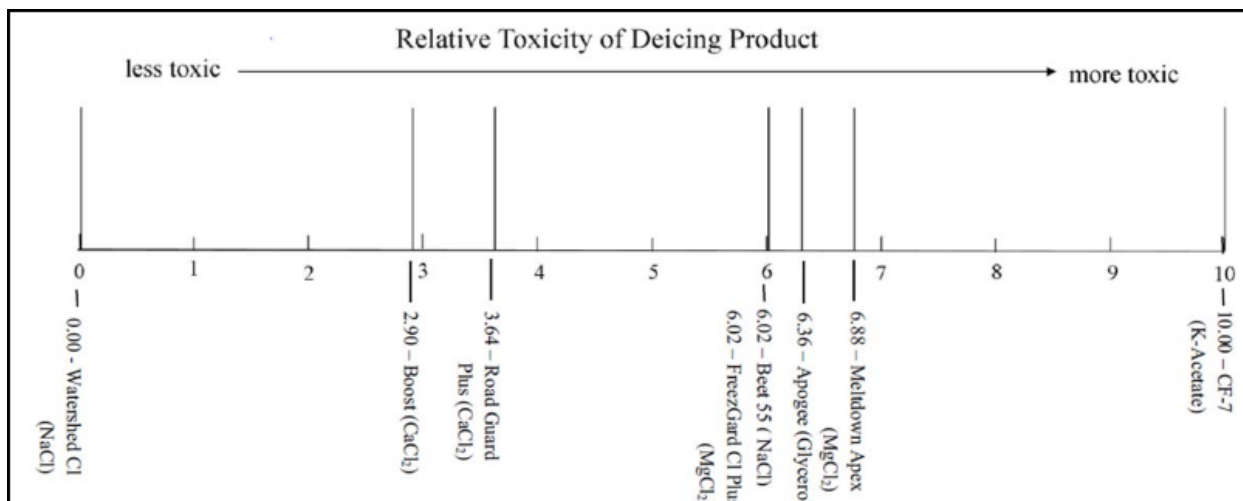 Relative Toxicity of Deicing Product
less toxic
more toxic
0
1
2
3
4
5
6
7
8
9
10
0.00 - Watershed Cl
(NaCl)
2.90 – Boost (CaCl₂)
3.64 – Road Guard
Plus (CaCl₂)
6.02 – FreezGard Cl Plus
(MgCl₂
6.02 – Beet 55 ( NaCl)
6.36 – Apogee (Glycero
6.88 – Meltdown Apex
(MgCl₂)
10.00 – CF-7
(K-Acetate)